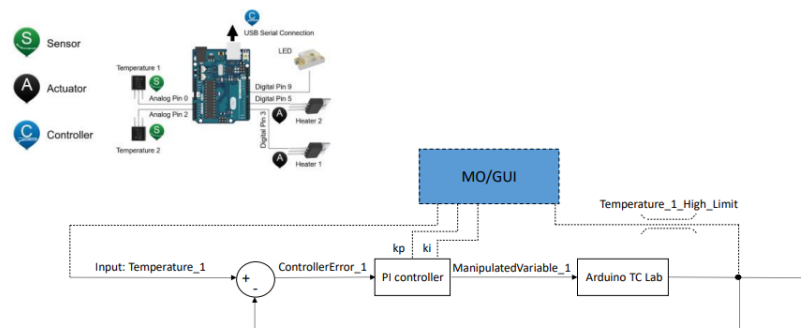 C
USB Serial Connection
S
Sensor
LED
Temperature 1
S
Digital Pin 9
A
Actuator
Analog Pin 0
Digital Pin 5
Analog Pin 2
A
Heater 2
Digital Pin 3
C
Controller
S
Temperature 2
A
Heater 1
MO/GUI
Temperature_1_High_Limit
kp
ki
Input: Temperature_1
+
-
ControllerError_1
PI controller
ManipulatedVariable_1
Arduino TC Lab